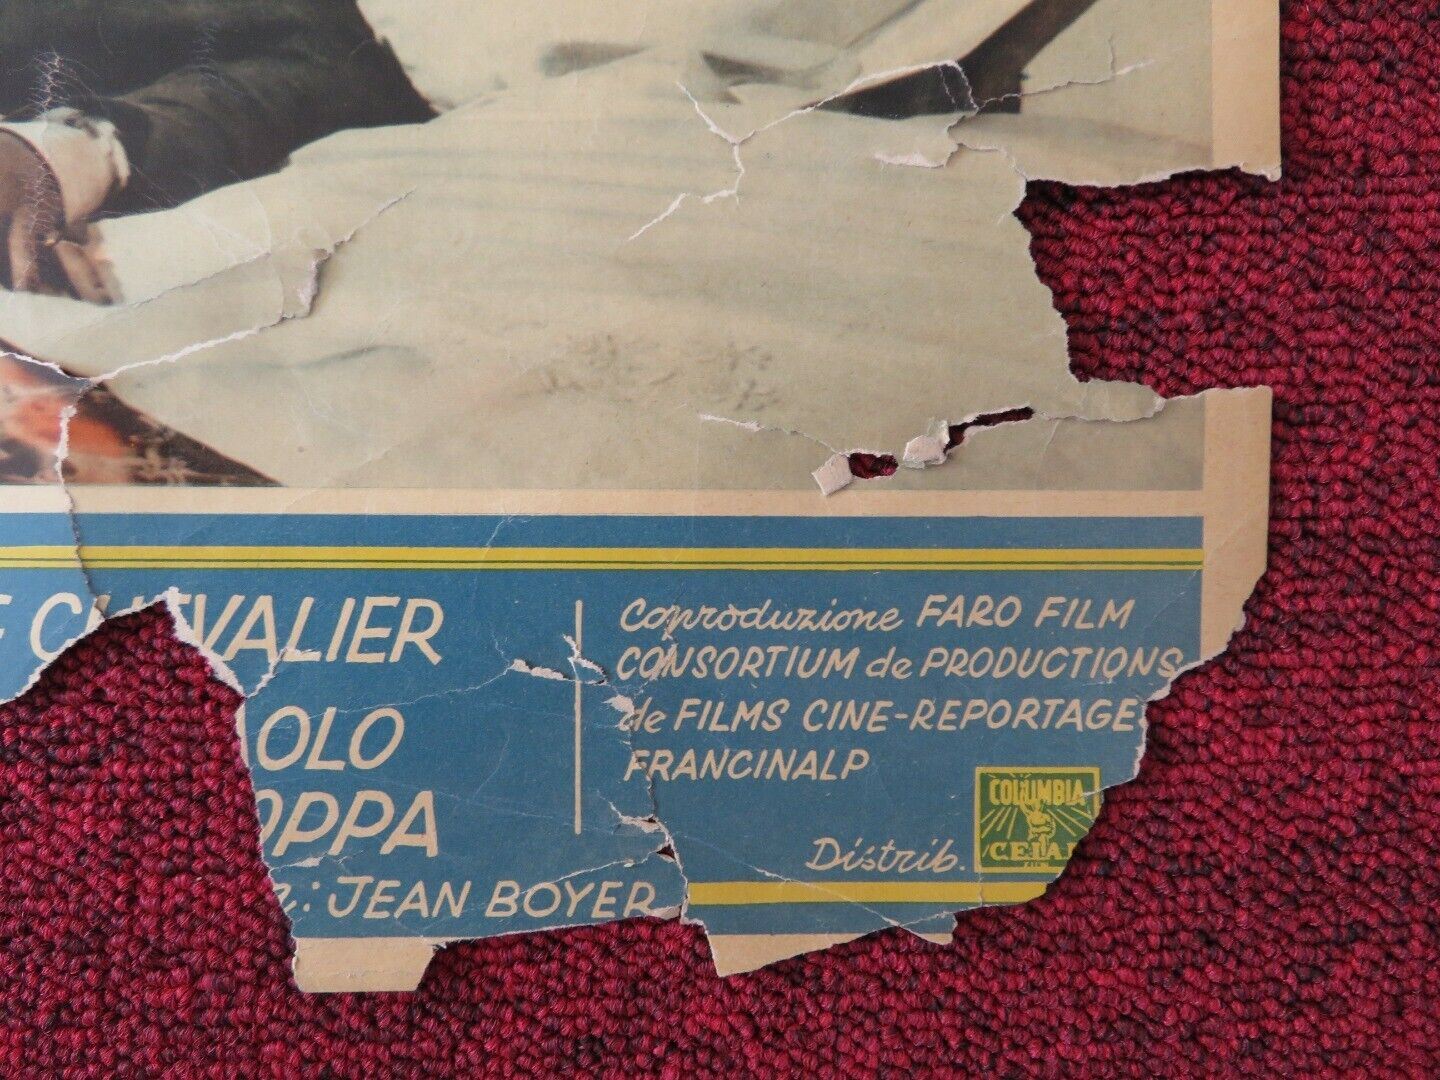 CHEVALIER
OLO
OPPA
: JEAN BOYER
Coproduzione FARO FILM
CONSORTIUM de PRODUCTIONS
de FILMS CINE-REPORTAGE
FRANCINALP
Distrib.
COLUMBIA
CEIAD
FILM